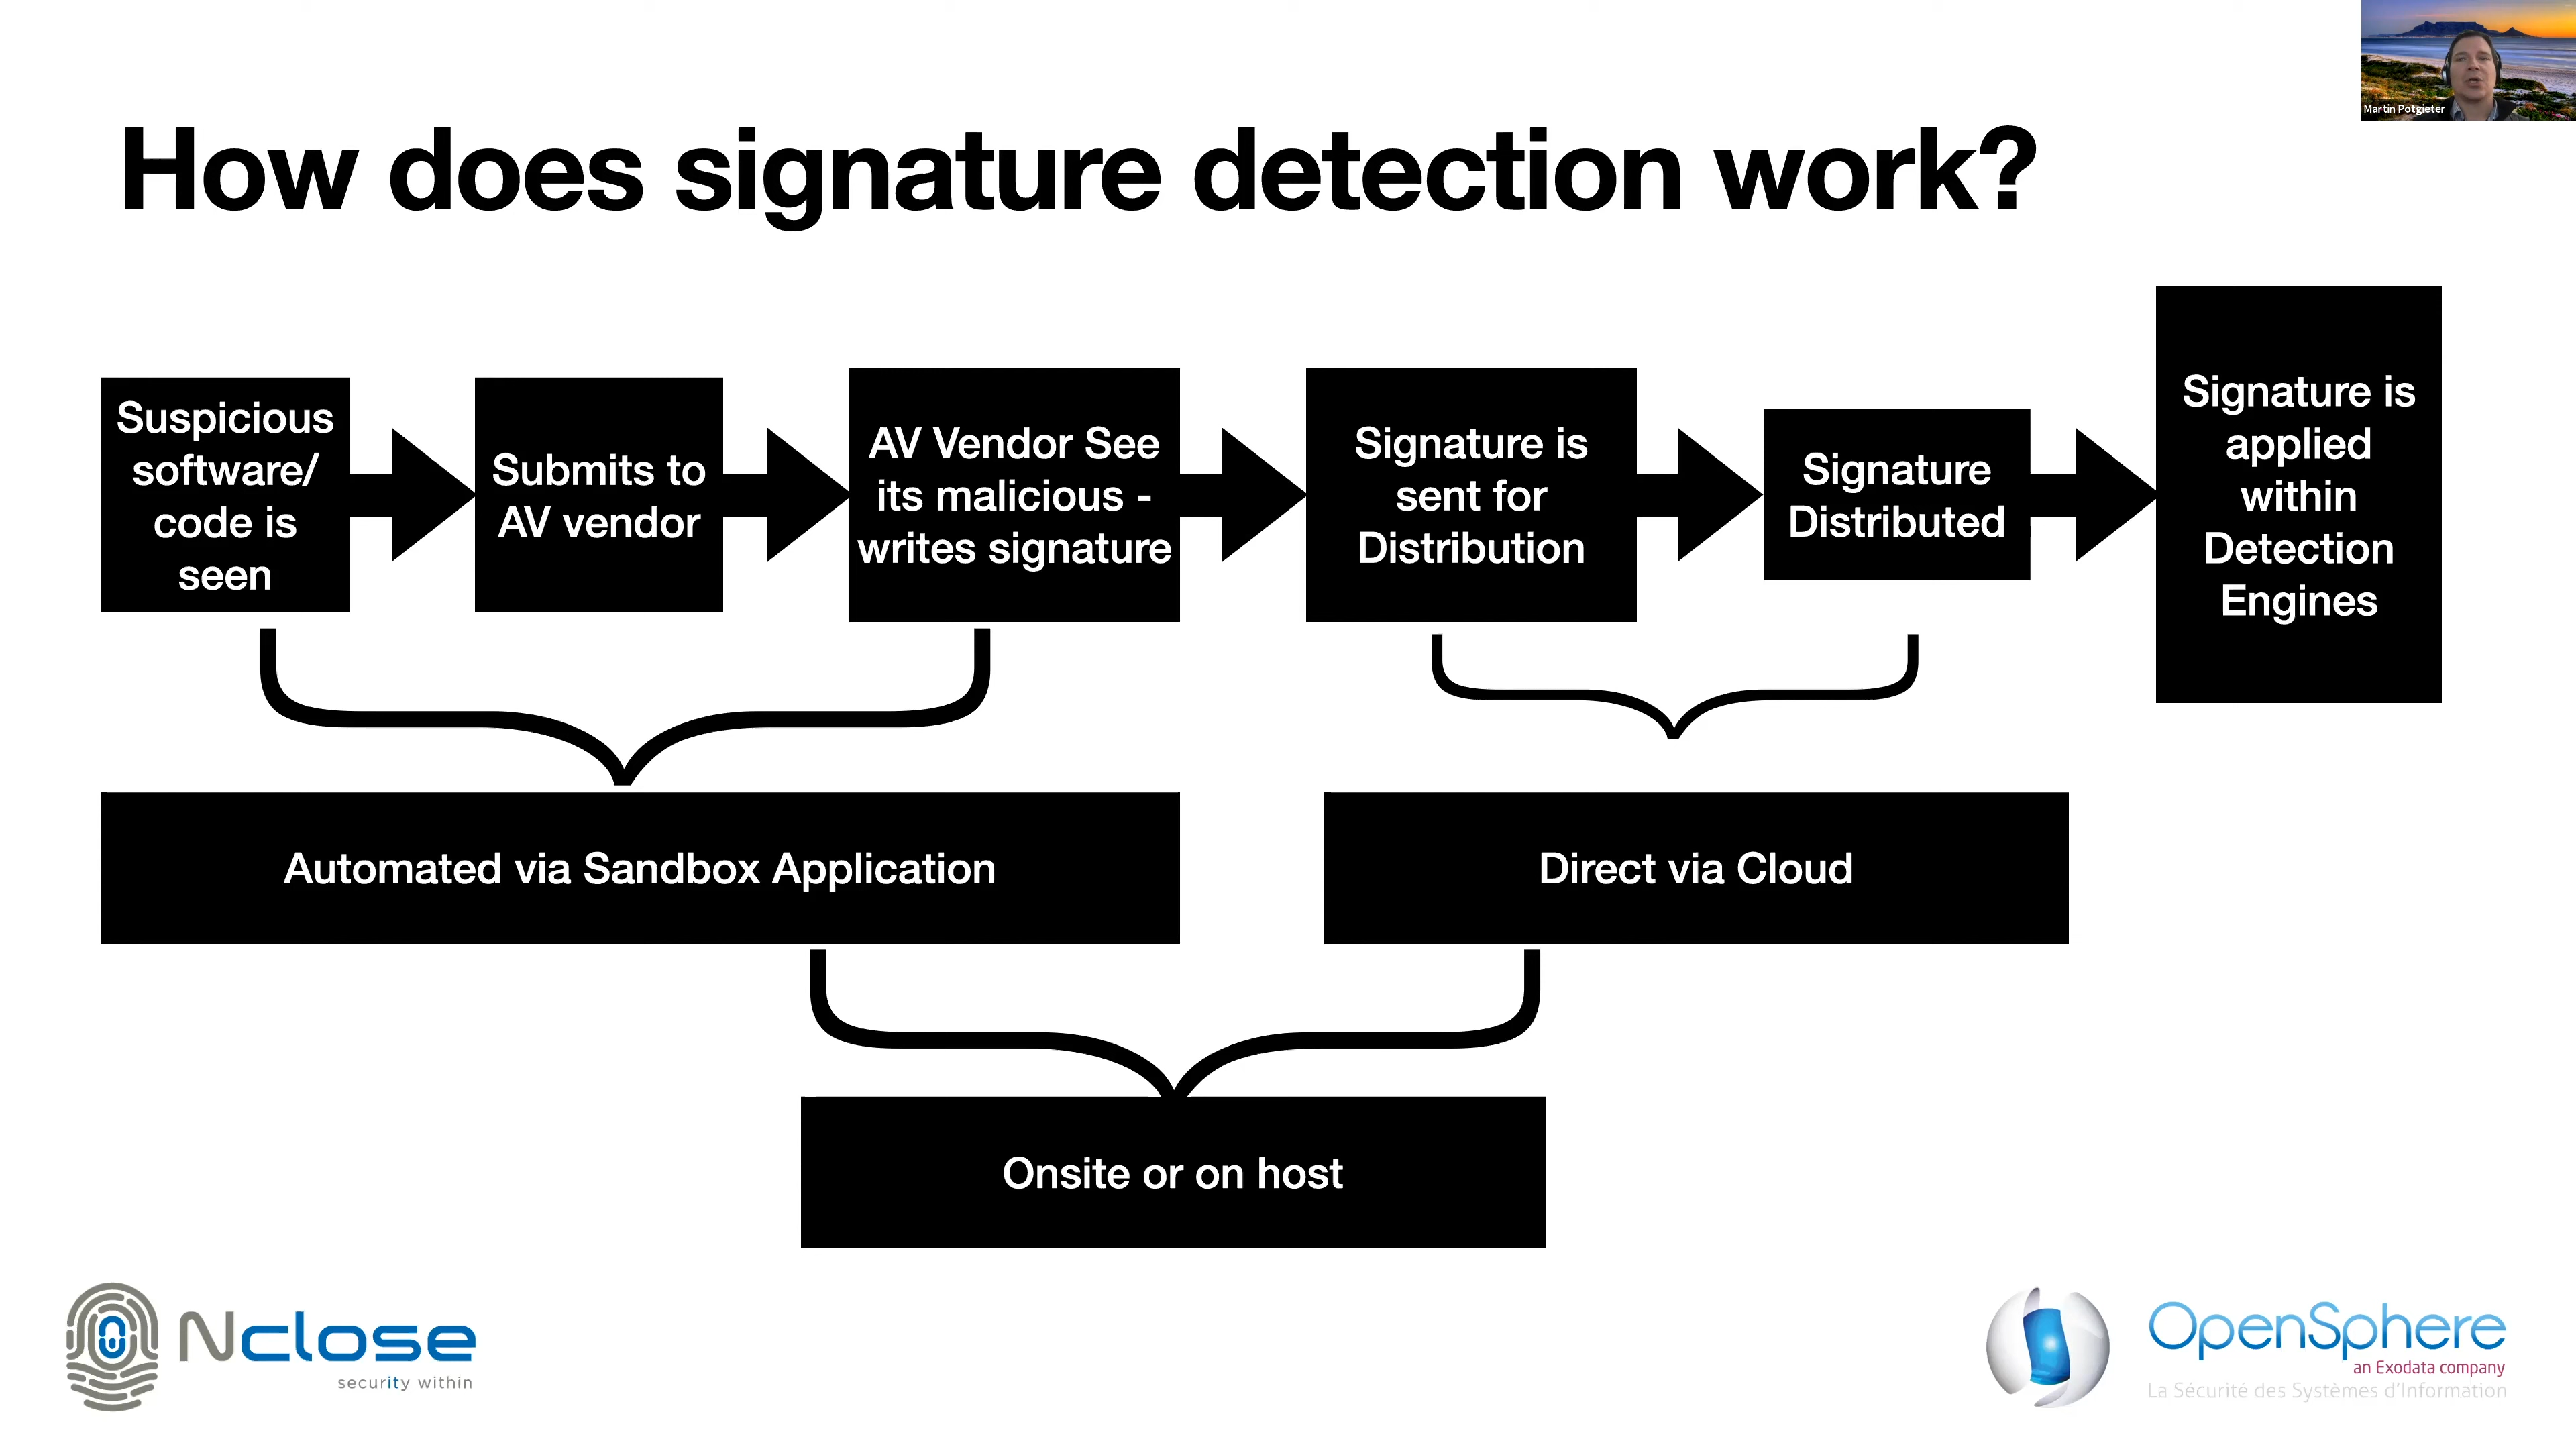 Martin Potgieter
How does signature detection work?
Suspicious
software/
code is
seen
Submits to
AV vendor
AV Vendor See
its malicious -
writes signature
Signature is
sent for
Distribution
Signature
Distributed
Signature is
applied
within
Detection
Engines
Automated via Sandbox Application
Direct via Cloud
Onsite or on host
Nclose
security within
OpenSphere
an Exodata company
La Sécurité des Systèmes d'Information